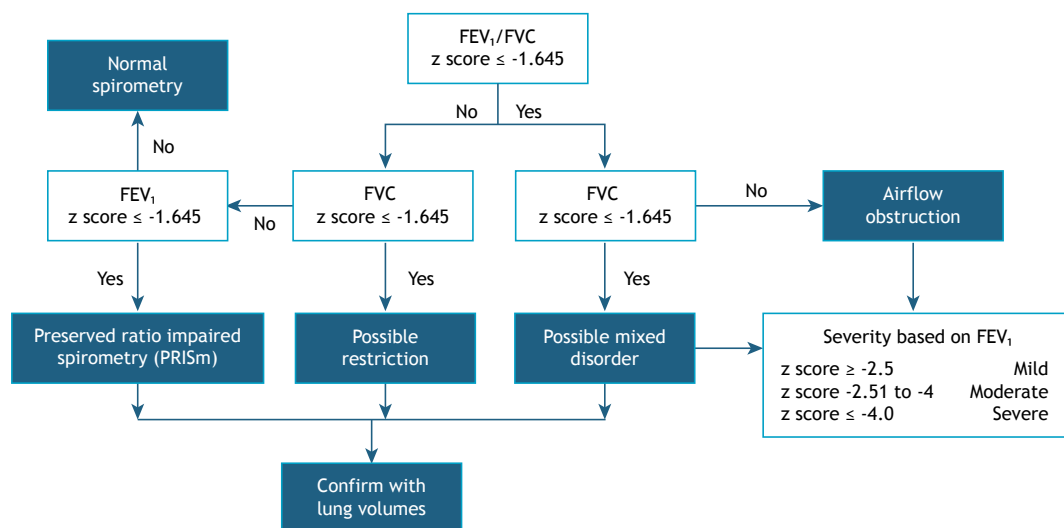 FEV₁/FVC
z score ≤ -1.645
Normal
spirometry
No
Yes
No
FEV₁
z score ≤ -1.645
No
FVC
z score ≤ -1.645
FVC
z score ≤ -1.645
No
Airflow
obstruction
Yes
Yes
Yes
Preserved ratio impaired
spirometry (PRISm)
Possible
restriction
Possible mixed
disorder
Severity based on FEV₁
z score ≥ -2.5 Mild
z score -2.51 to -4 Moderate
z score ≤ -4.0 Severe
Confirm with
lung volumes